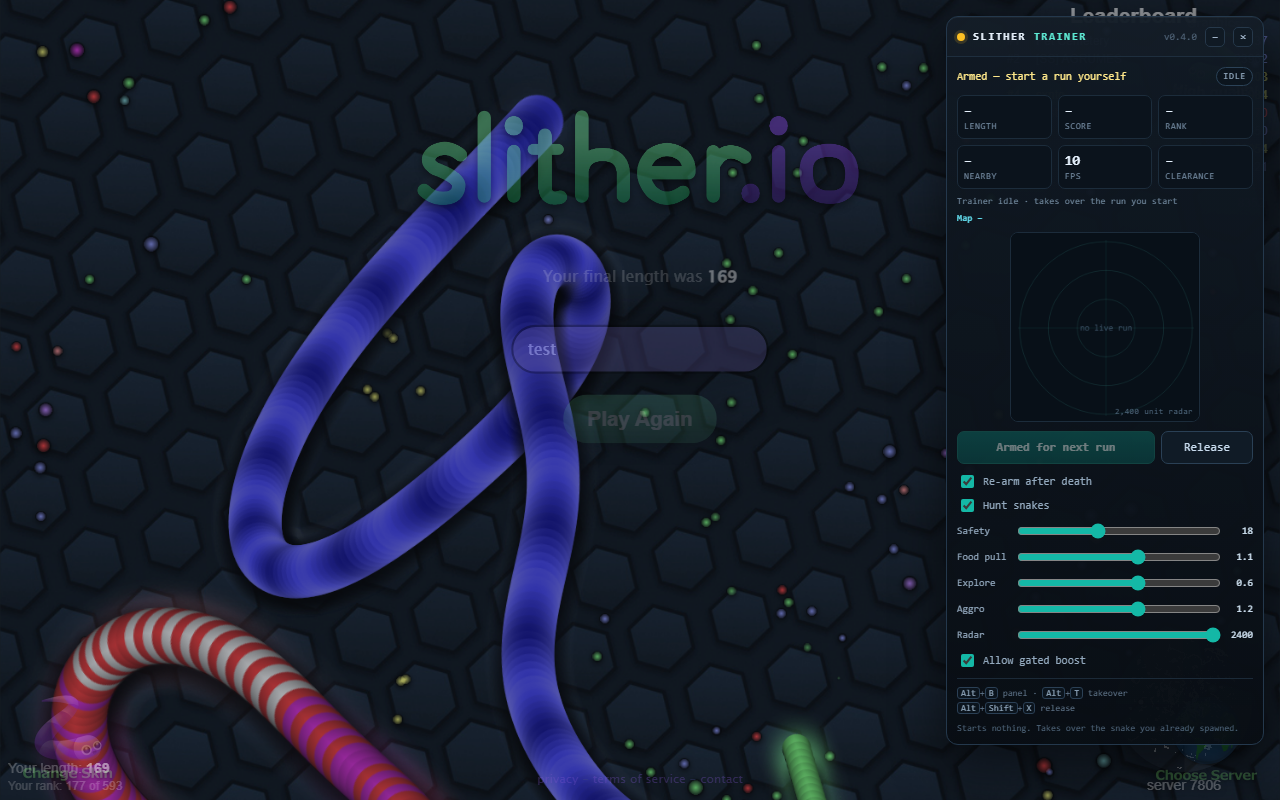 Leaderboard
slither.io
Your final length was 169
test
Play Again
SLITHER TRAINER v0.4.0 – ×
Armed — start a run yourself IDLE
— LENGTH
— SCORE
— RANK
— NEARBY
10 FPS
— CLEARANCE
Trainer idle · takes over the run you start
Map —
no live run
2,400 unit radar
Armed for next run Release
Re-arm after death
Hunt snakes
Safety 18
Food pull 1.1
Explore 0.6
Aggro 1.2
Radar 2400
Allow gated boost
Alt+B panel · Alt+T takeover
Alt+Shift+X release
Starts nothing. Takes over the snake you already spawned.
Your length: 169
Change Skin
Your rank: 177 of 593
privacy · terms of service · contact
Choose Server
server 7806